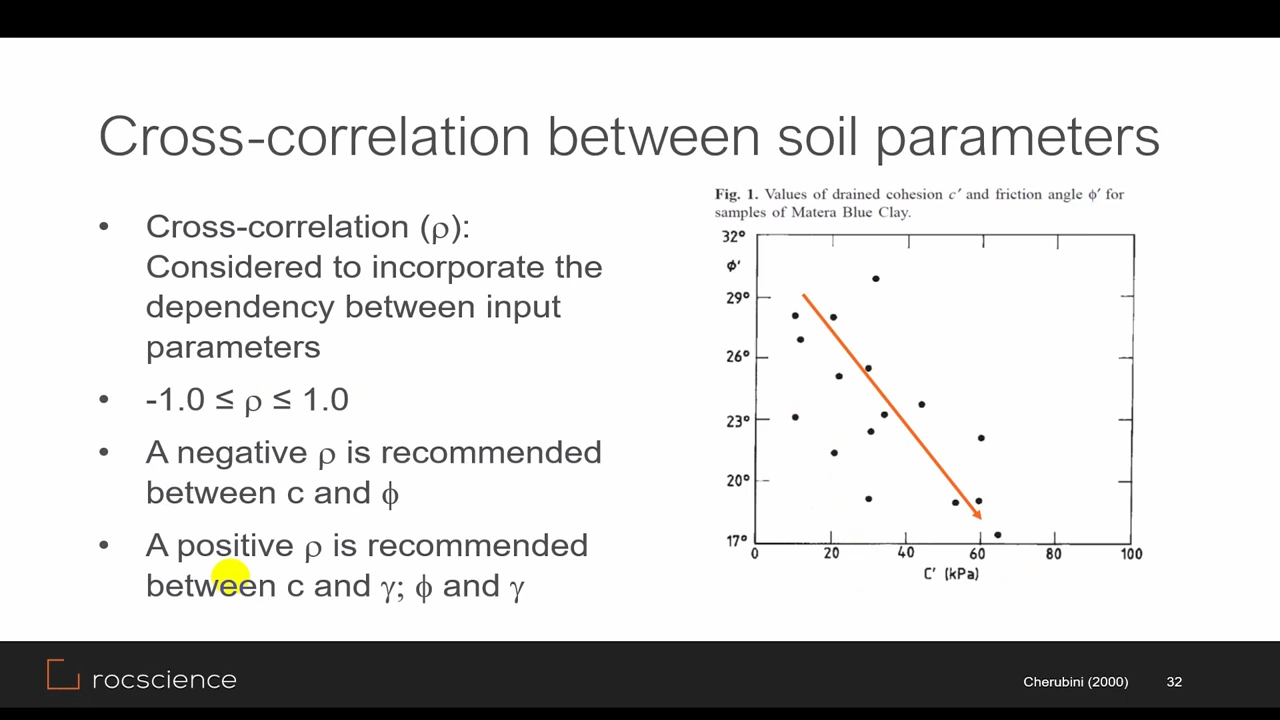 Cross-correlation between soil parameters
• Cross-correlation (ρ):
Considered to incorporate the
dependency between input
parameters
• -1.0 ≤ ρ ≤ 1.0
• A negative ρ is recommended
between c and ϕ
• A positive ρ is recommended
between c and γ; ϕ and γ
Fig. 1. Values of drained cohesion c′ and friction angle ϕ′ for
samples of Matera Blue Clay.
32°
ϕ′
29°
26°
23°
20°
17°
0 20 40 60 80 100
C′ (kPa)
rocscience
Cherubini (2000) 32